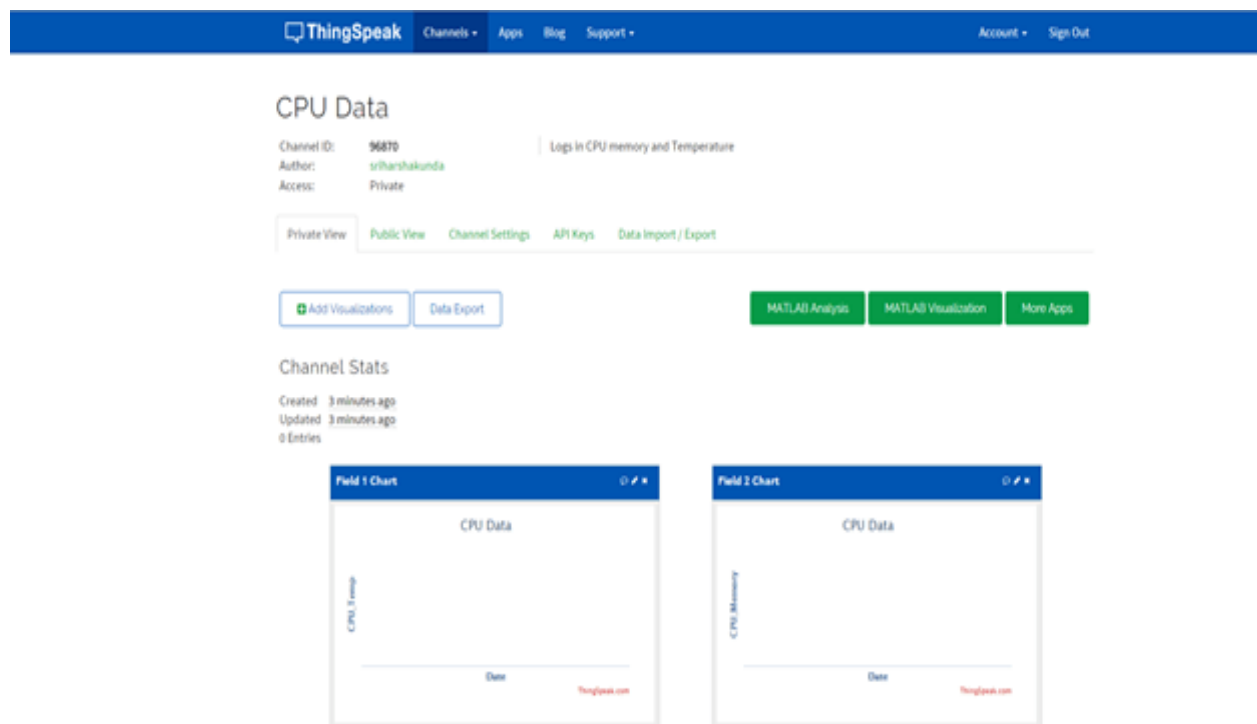 ThingSpeak Channels Apps Blog Support Account Sign Out
CPU Data
Channel ID: 96870 Logs in CPU memory and Temperature
Author: sriharshakunda
Access: Private
Private View Public View Channel Settings API Keys Data Import / Export
Add Visualizations Data Export MATLAB Analysis MATLAB Visualization More Apps
Channel Stats
Created 3 minutes ago
Updated 3 minutes ago
0 Entries
Field 1 Chart Field 2 Chart
CPU Data CPU Data
CPU_Temp CPU_Memory
Date Date
ThingSpeak.com ThingSpeak.com